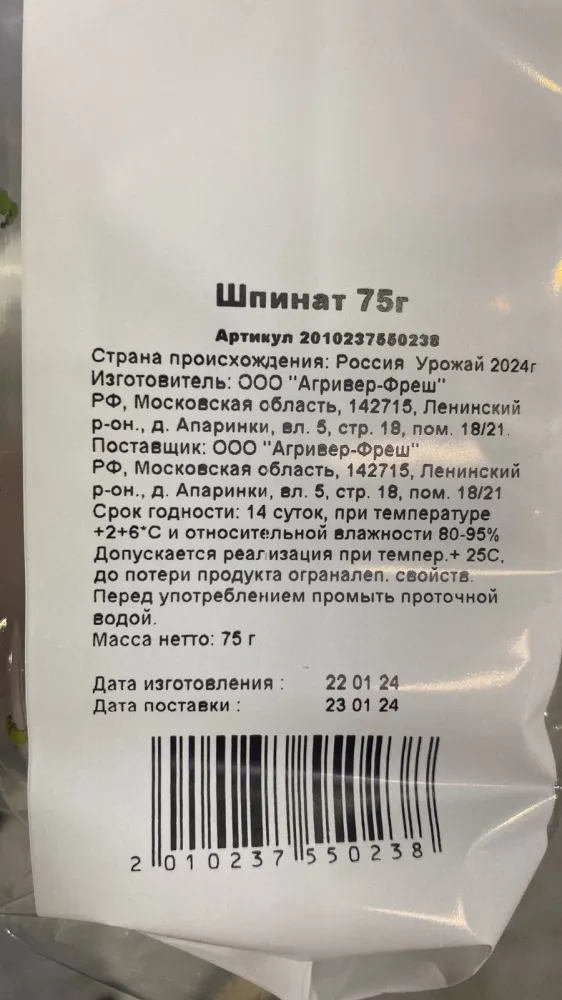 Шпинат 75г
Артикул 2010237550238
Страна происхождения: Россия Урожай 2024г
Изготовитель: ООО "Агривер-Фреш"
РФ, Московская область, 142715, Ленинский
р-он., д. Апаринки, вл. 5, стр. 18, пом. 18/21.
Поставщик: ООО "Агривер-Фреш"
РФ, Московская область, 142715, Ленинский
р-он., д. Апаринки, вл. 5, стр. 18, пом. 18/21
Срок годности: 14 суток, при температуре
+2+6*С и относительной влажности 80-95%
Допускается реализация при темпер.+ 25С,
до потери продукта ограналеп. свойств.
Перед употреблением промыть проточной
водой.
Масса нетто: 75 г
Дата изготовления : 22 01 24
Дата поставки : 23 01 24
2 010237 550238